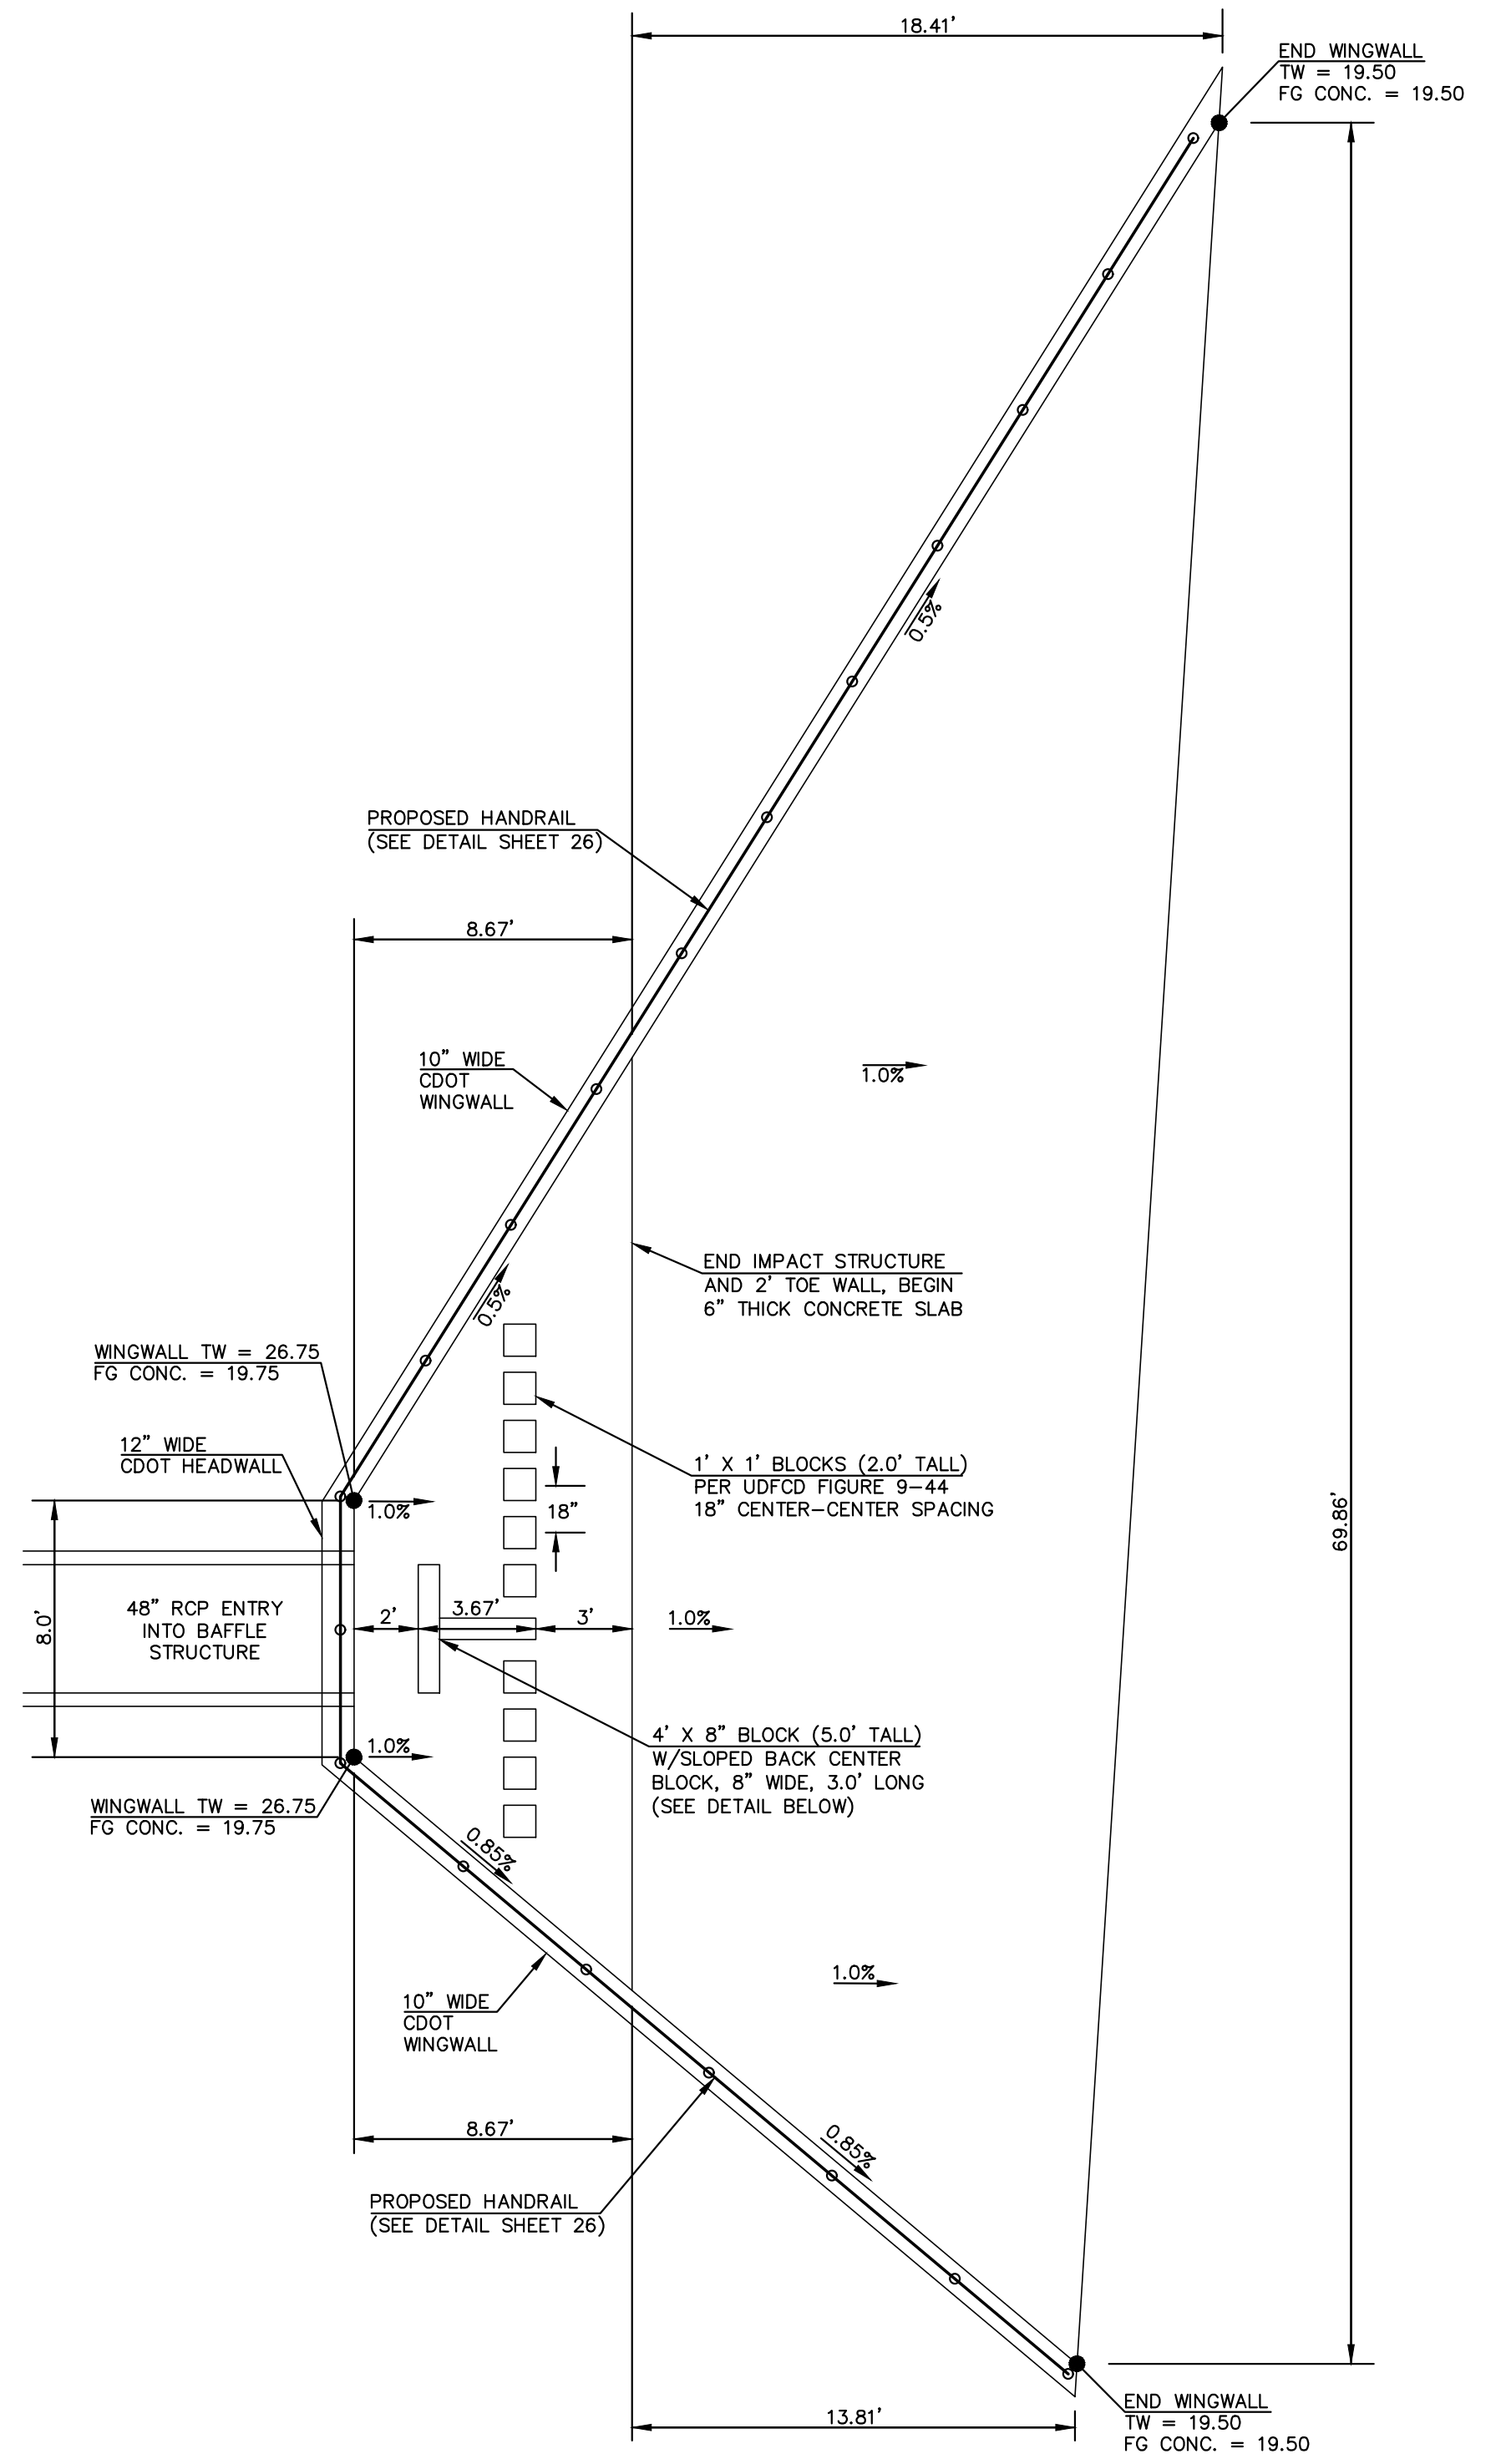 18.41'
END WINGWALL
TW = 19.50
FG CONC. = 19.50
0.5%
PROPOSED HANDRAIL
(SEE DETAIL SHEET 26)
8.67'
10" WIDE
CDOT
WINGWALL
1.0%
END IMPACT STRUCTURE
AND 2' TOE WALL, BEGIN
6" THICK CONCRETE SLAB
0.5%
WINGWALL TW = 26.75
FG CONC. = 19.75
12" WIDE
CDOT HEADWALL
1' X 1' BLOCKS (2.0' TALL)
PER UDFCD FIGURE 9-44
18" CENTER-CENTER SPACING
1.0%
18"
69.86'
8.0'
48" RCP ENTRY
INTO BAFFLE
STRUCTURE
2'
3.67'
3'
1.0%
4' X 8" BLOCK (5.0' TALL)
W/SLOPED BACK CENTER
BLOCK, 8" WIDE, 3.0' LONG
(SEE DETAIL BELOW)
1.0%
WINGWALL TW = 26.75
FG CONC. = 19.75
0.85%
1.0%
10" WIDE
CDOT
WINGWALL
8.67'
0.85%
PROPOSED HANDRAIL
(SEE DETAIL SHEET 26)
13.81'
END WINGWALL
TW = 19.50
FG CONC. = 19.50